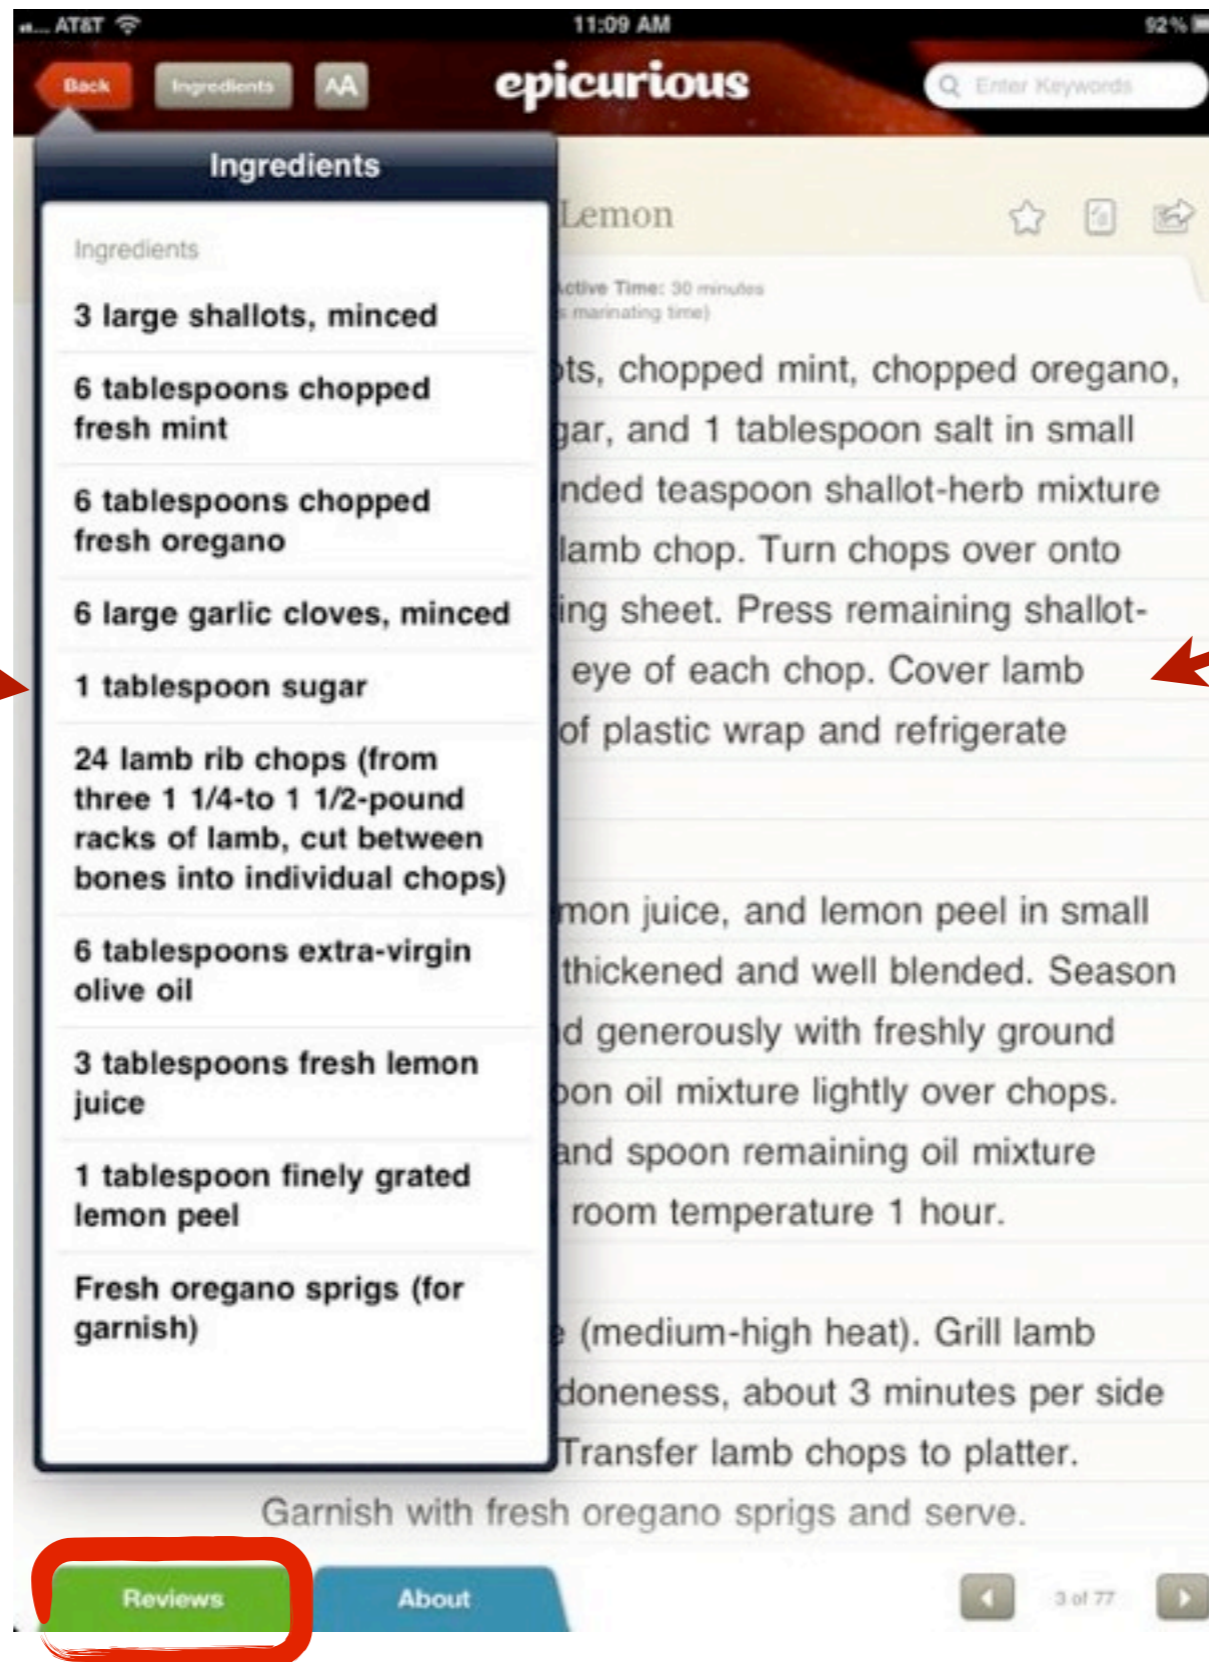 AT&T
11:09 AM
92%
Back
Ingredients
AA
epicurious
Enter Keywords
Ingredients
Ingredients
3 large shallots, minced
6 tablespoons chopped
fresh mint
6 tablespoons chopped
fresh oregano
6 large garlic cloves, minced
1 tablespoon sugar
24 lamb rib chops (from
three 1 1/4-to 1 1/2-pound
racks of lamb, cut between
bones into individual chops)
6 tablespoons extra-virgin
olive oil
3 tablespoons fresh lemon
juice
1 tablespoon finely grated
lemon peel
Fresh oregano sprigs (for
garnish)
Lemon
Active Time: 30 minutes
marinating time)
chopped mint, chopped oregano,
and 1 tablespoon salt in small
teaspoon shallot-herb mixture
lamb chop. Turn chops over onto
sheet. Press remaining shallot-
eye of each chop. Cover lamb
of plastic wrap and refrigerate
juice, and lemon peel in small
thickened and well blended. Season
generously with freshly ground
oil mixture lightly over chops.
and spoon remaining oil mixture
room temperature 1 hour.
(medium-high heat). Grill lamb
doneness, about 3 minutes per side
Transfer lamb chops to platter.
Garnish with fresh oregano sprigs and serve.
Reviews
About
3 of 77